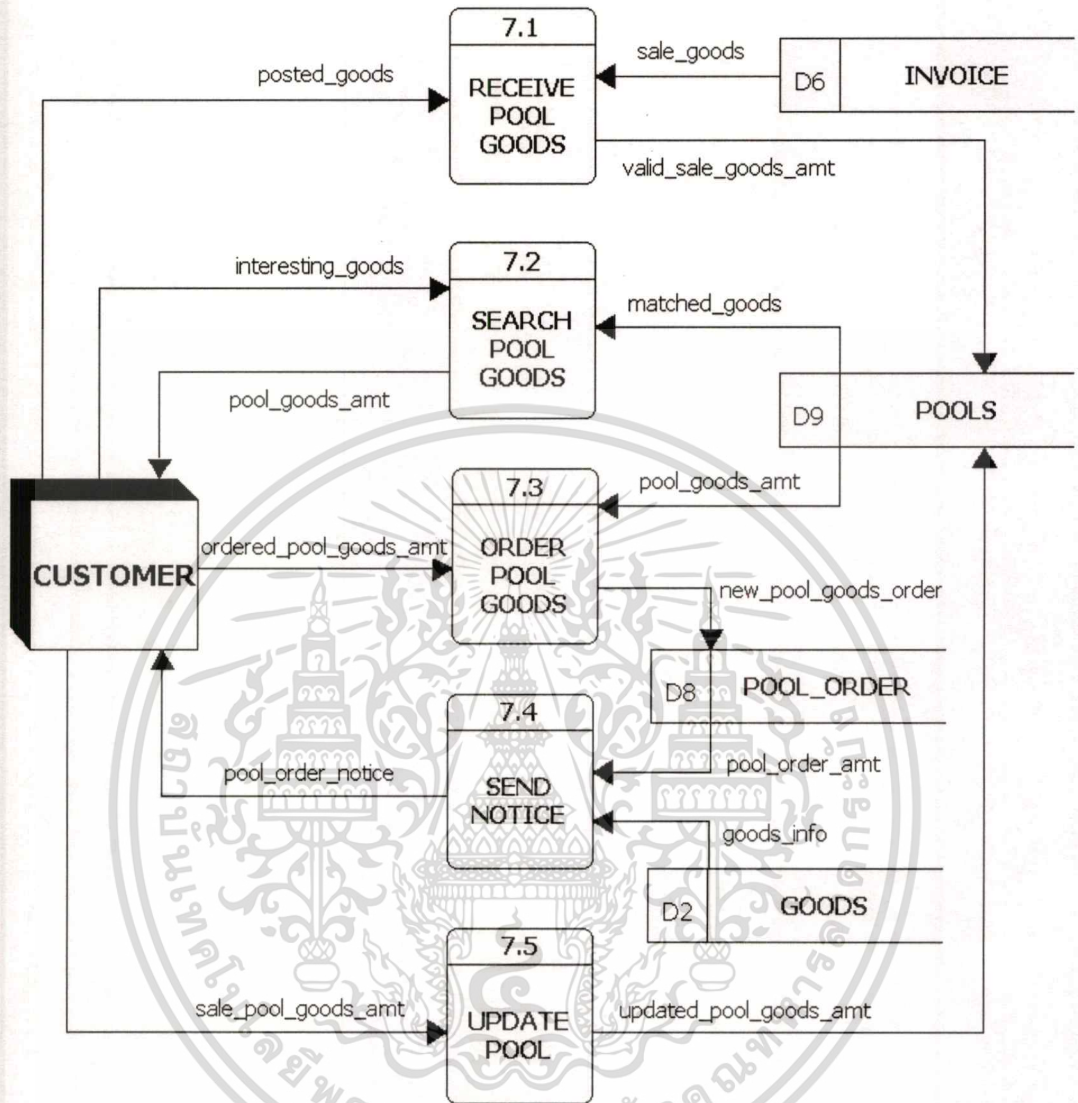 7.1
RECEIVE
POOL
GOODS
posted_goods
sale_goods
D6
INVOICE
valid_sale_goods_amt
7.2
SEARCH
POOL
GOODS
interesting_goods
matched_goods
pool_goods_amt
D9
POOLS
7.3
ORDER
POOL
GOODS
pool_goods_amt
CUSTOMER
ordered_pool_goods_amt
new_pool_goods_order
D8
POOL_ORDER
7.4
SEND
NOTICE
pool_order_notice
pool_order_amt
goods_info
D2
GOODS
7.5
UPDATE
POOL
sale_pool_goods_amt
updated_pool_goods_amt